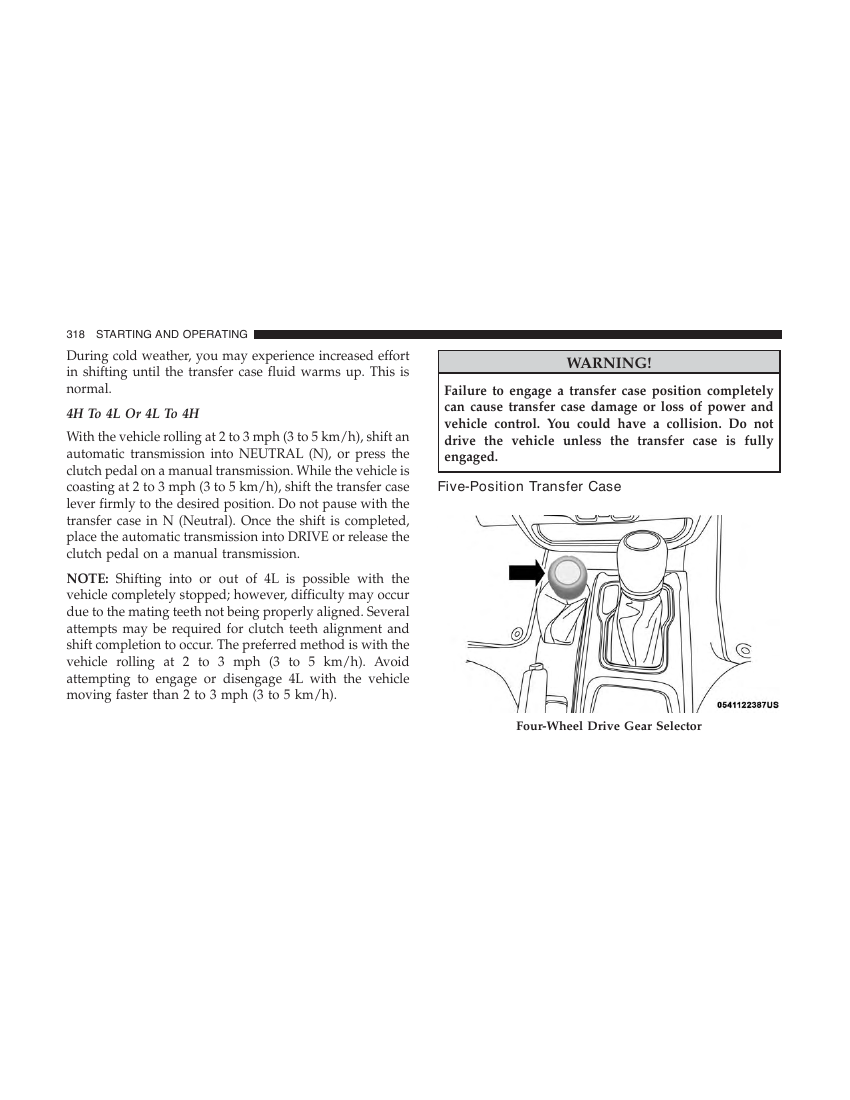 318 STARTING AND OPERATING
During cold weather, you may experience increased effort
in shifting until the transfer case fluid warms up. This is
normal.
4H To 4L Or 4L To 4H
With the vehicle rolling at 2 to 3 mph (3 to 5 km/h), shift an
automatic transmission into NEUTRAL (N), or press the
clutch pedal on a manual transmission. While the vehicle is
coasting at 2 to 3 mph (3 to 5 km/h), shift the transfer case
lever firmly to the desired position. Do not pause with the
transfer case in N (Neutral). Once the shift is completed,
place the automatic transmission into DRIVE or release the
clutch pedal on a manual transmission.
NOTE: Shifting into or out of 4L is possible with the
vehicle completely stopped; however, difficulty may occur
due to the mating teeth not being properly aligned. Several
attempts may be required for clutch teeth alignment and
shift completion to occur. The preferred method is with the
vehicle rolling at 2 to 3 mph (3 to 5 km/h). Avoid
attempting to engage or disengage 4L with the vehicle
moving faster than 2 to 3 mph (3 to 5 km/h).
WARNING!
Failure to engage a transfer case position completely
can cause transfer case damage or loss of power and
vehicle control. You could have a collision. Do not
drive the vehicle unless the transfer case is fully
engaged.
Five-Position Transfer Case
0541122387US
Four-Wheel Drive Gear Selector